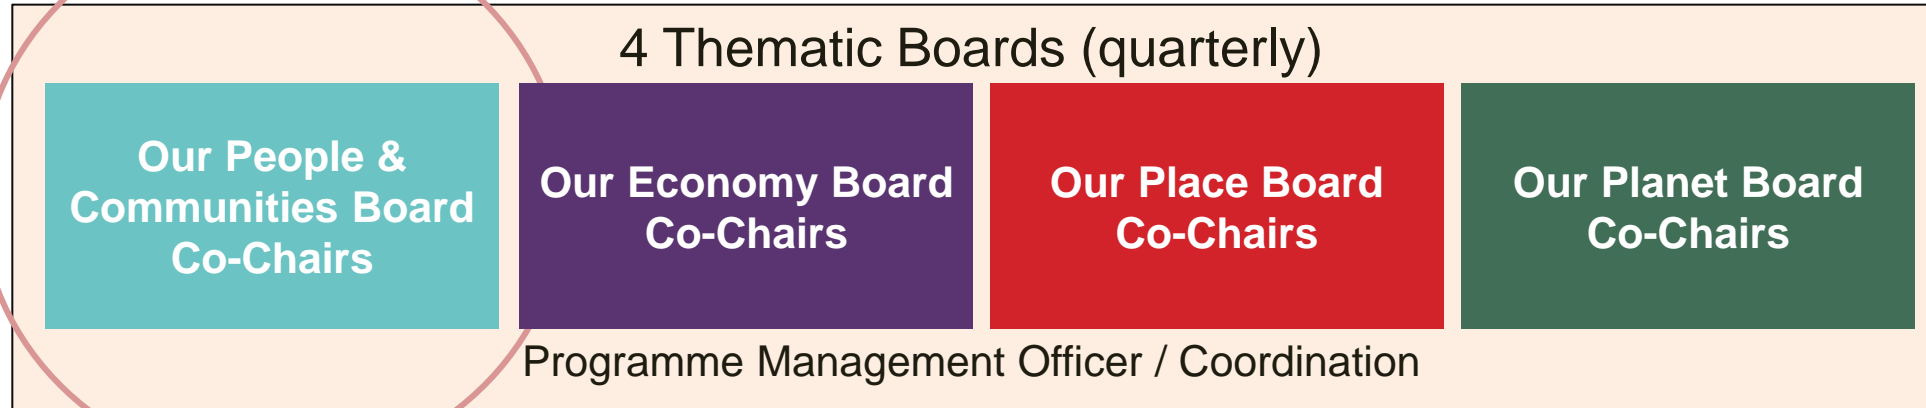 4 Thematic Boards (quarterly)
Our People &
Communities Board
Co-Chairs
Our Economy Board
Co-Chairs
Our Place Board
Co-Chairs
Our Planet Board
Co-Chairs
Programme Management Officer / Coordination